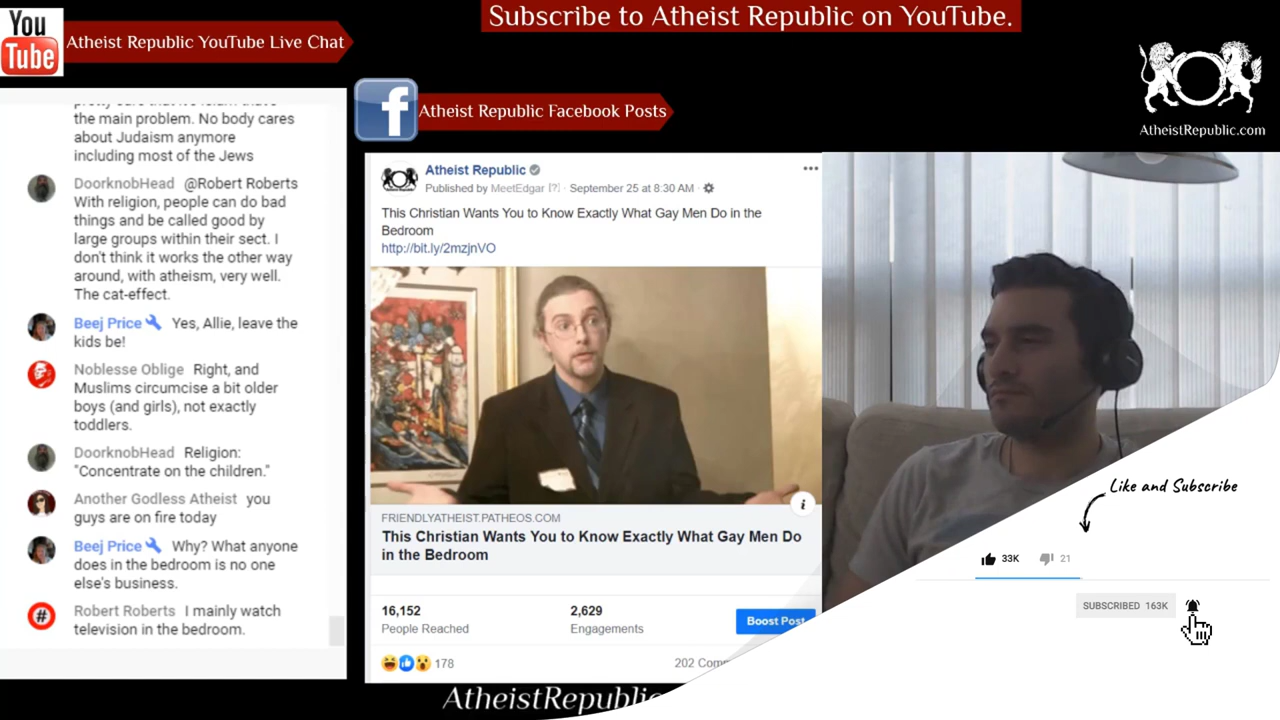 Subscribe to Atheist Republic on YouTube.
You
Tube
Atheist Republic YouTube Live Chat
AtheistRepublic.com
Atheist Republic Facebook Posts
the main problem. No body cares
about Judaism anymore
including most of the Jews
DoorknobHead @Robert Roberts
With religion, people can do bad
things and be called good by
large groups within their sect. I
don't think it works the other way
around, with atheism, very well.
The cat-effect.
Beej Price Yes, Allie, leave the
kids be!
Noblesse Oblige Right, and
Muslims circumcise a bit older
boys (and girls), not exactly
toddlers.
DoorknobHead Religion:
"Concentrate on the children."
Another Godless Atheist you
guys are on fire today
Beej Price Why? What anyone
does in the bedroom is no one
else's business.
# Robert Roberts I mainly watch
television in the bedroom.
f
Atheist Republic
Published by MeetEdgar [?] · September 25 at 8:30 AM ·
This Christian Wants You to Know Exactly What Gay Men Do in the
Bedroom
http://bit.ly/2mzjnVO
i
FRIENDLYATHEIST.PATHEOS.COM
This Christian Wants You to Know Exactly What Gay Men Do
in the Bedroom
16,152
People Reached
2,629
Engagements
Boost Post
178
202
Like and Subscribe
33K
21
SUBSCRIBED 163K